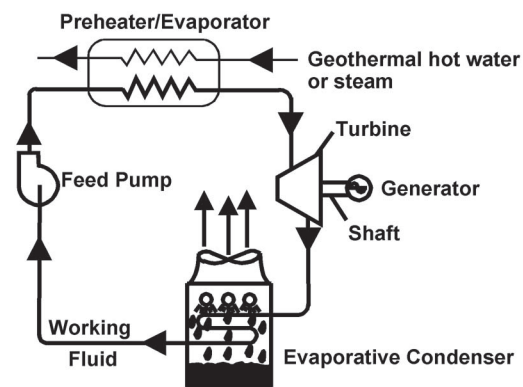 Preheater/Evaporator
Geothermal hot water
or steam
Turbine
Feed Pump
Generator
Shaft
Working
Fluid
Evaporative Condenser